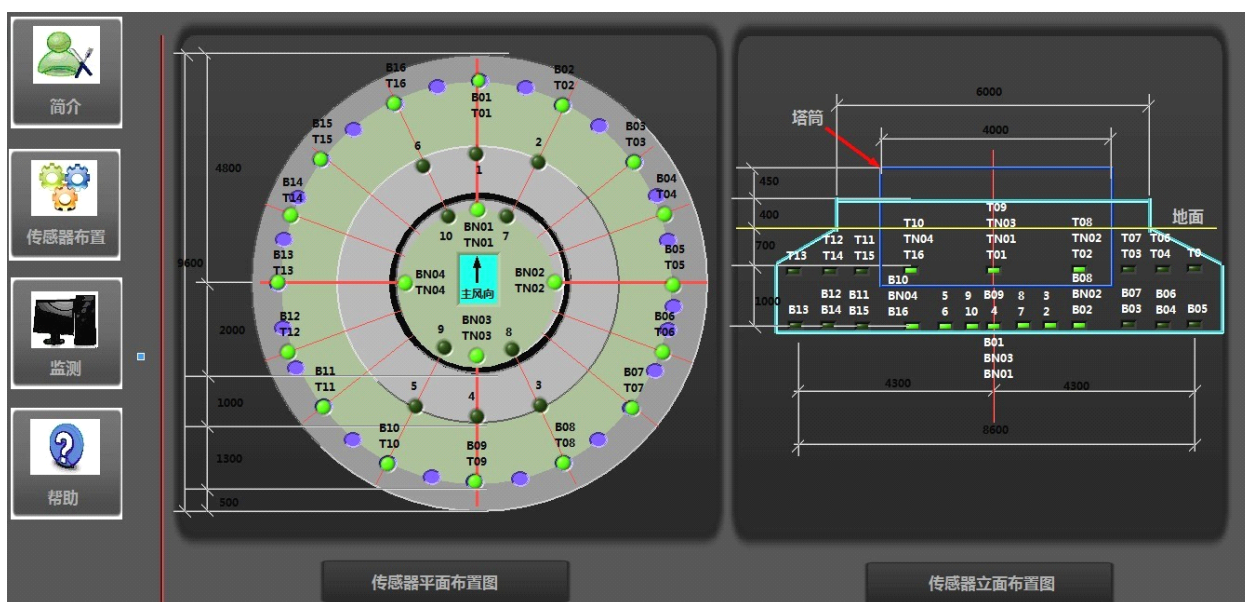 简介
传感器布置
监测
帮助
B16
T16
B01
T01
B02
T02
B15
T15
B03
T03
6
1
2
4800
B14
T14
B04
T04
10
BN01
TN01
7
9600
B13
T13
BN04
TN04
主风向
BN02
TN02
B05
T05
B12
T12
BN03
TN03
9
8
B06
T06
2000
B11
T11
5
4
3
B07
T07
1000
B10
T10
B09
T09
B08
T08
1300
500
传感器平面布置图
6000
塔筒
4000
450
400
地面
700
1000
T09
T10 TN03 T08
T12 T11 TN04 TN01 TN02 T07 T06
T13 T14 T15 T16 T01 T02 T03 T04 T0
B10 B08
B12 B11 BN04 5 9 B09 8 3 BN02 B07 B06
B13 B14 B15 B16 6 10 4 7 2 B02 B03 B04 B05
B01
BN03
BN01
4300 4300
8600
传感器立面布置图